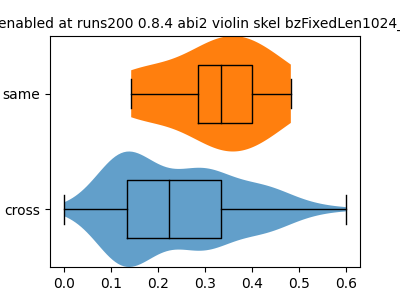 enabled at runs200 0.8.4 abi2 violin skel bzFixedLen1024_
same
cross
0.0 0.1 0.2 0.3 0.4 0.5 0.6